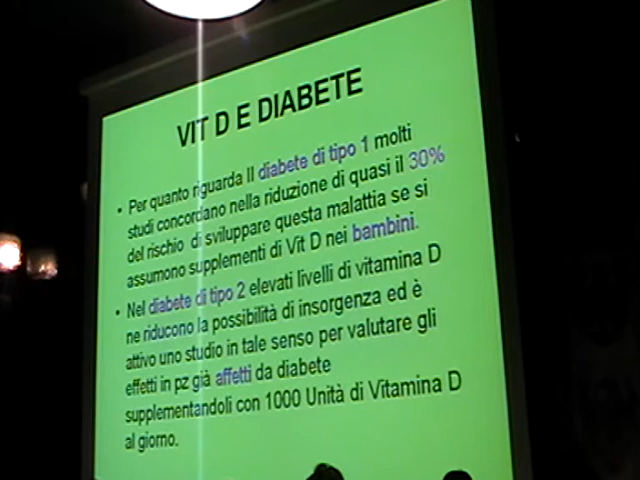 VIT D E DIABETE
• Per quanto riguarda Il diabete di tipo 1 molti
studi concordano nella riduzione di quasi il 30%
del rischio di sviluppare questa malattia se si
assumono supplementi di Vit D nei bambini.
• Nel diabete di tipo 2 elevati livelli di vitamina D
ne riducono la possibilità di insorgenza ed è
attivo uno studio in tale senso per valutare gli
effetti in pz già affetti da diabete
supplementandoli con 1000 Unità di Vitamina D
al giorno.